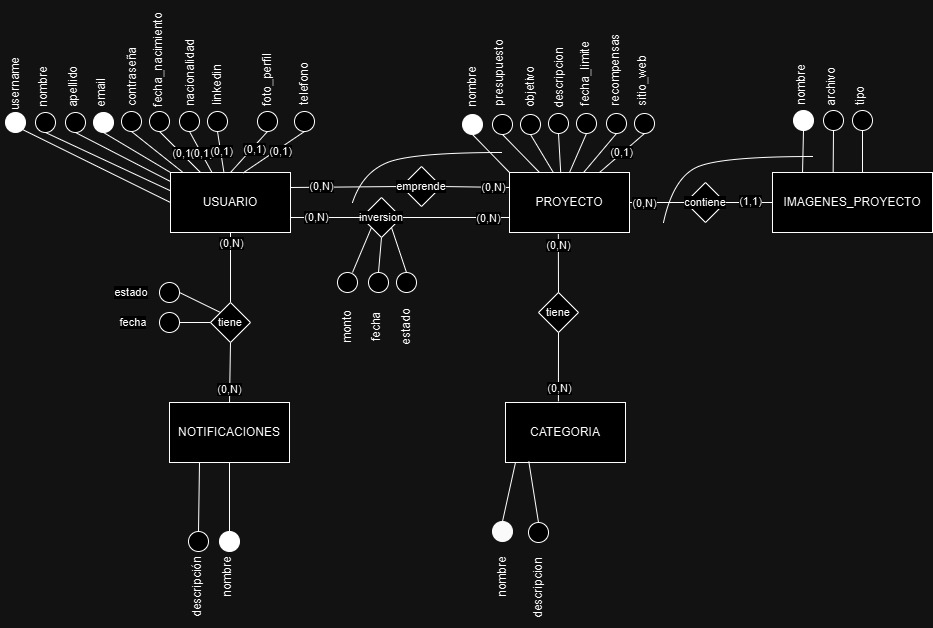 username
nombre
apellido
email
contraseña
fecha_nacimiento
nacionalidad
linkedin
foto_perfil
telefono
nombre
presupuesto
objetivo
descripcion
fecha_limite
recompensas
sitio_web
nombre
archivo
tipo
(0,1
(0,1
(0,1)
(0,1)
(0,1)
(0,1)
USUARIO
(0,N)
emprende
(0,N)
PROYECTO
(0,N)
contiene
(1,1)
IMAGENES_PROYECTO
(0,N)
inversion
(0,N)
(0,N)
(0,N)
estado
fecha
tiene
monto
fecha
estado
tiene
(0,N)
(0,N)
NOTIFICACIONES
CATEGORIA
descripción
nombre
nombre
descripcion